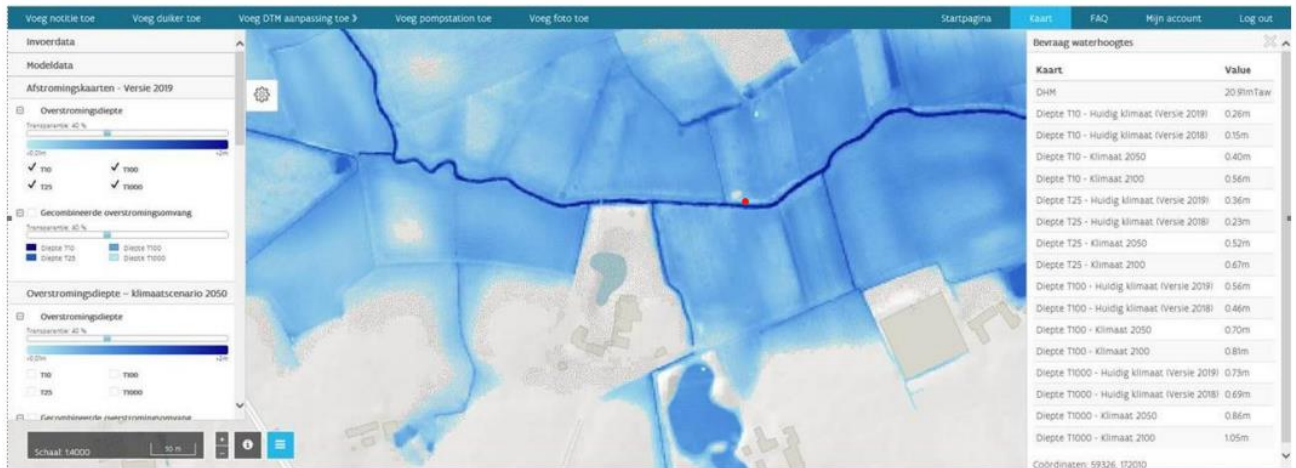 Voeg notitie toe Voeg duiker toe Voeg DTM aanpassing toe Voeg pompstation toe Voeg foto toe Startpagina Kaart FAQ Mijn account Log out
Invoerdata
Modeldata
Afstromingskaarten - Versie 2019
Overstromingsdiepte
Transparantie: 40 %
<0,01m >2m
T10 T100
T25 T1000
Gecombineerde overstromingsomvang
Transparantie: 40 %
Diepte T10 Diepte T100
Diepte T25 Diepte T1000
Overstromingsdiepte – klimaatscenario 2050
Overstromingsdiepte
Transparantie: 40 %
<0,01m >2m
T10 T100
T25 T1000
Gecombineerde overstromingsomvang
Schaal: 1:4000 50 m
Bevraag waterhoogtes
Kaart Value
DHM 20.91mTaw
Diepte T10 - Huidig klimaat (Versie 2019) 0.26m
Diepte T10 - Huidig klimaat (Versie 2018) 0.15m
Diepte T10 - Klimaat 2050 0.40m
Diepte T10 - Klimaat 2100 0.56m
Diepte T25 - Huidig klimaat (Versie 2019) 0.36m
Diepte T25 - Huidig klimaat (Versie 2018) 0.23m
Diepte T25 - Klimaat 2050 0.52m
Diepte T25 - Klimaat 2100 0.67m
Diepte T100 - Huidig klimaat (Versie 2019) 0.56m
Diepte T100 - Huidig klimaat (Versie 2018) 0.46m
Diepte T100 - Klimaat 2050 0.70m
Diepte T100 - Klimaat 2100 0.81m
Diepte T1000 - Huidig klimaat (Versie 2019) 0.73m
Diepte T1000 - Huidig klimaat (Versie 2018) 0.69m
Diepte T1000 - Klimaat 2050 0.86m
Diepte T1000 - Klimaat 2100 1.05m
Coördinaten: 59326, 172010